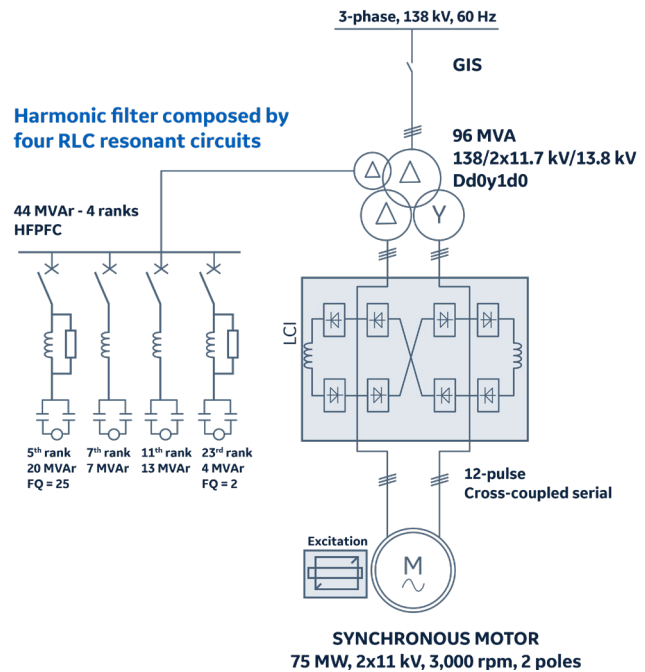 3-phase, 138 kV, 60 Hz
GIS
Harmonic filter composed by
four RLC resonant circuits
96 MVA
138/2x11.7 kV/13.8 kV
Dd0y1d0
Δ
Δ
Δ
Y
44 MVAr - 4 ranks
HFPFC
LCI
5th rank
20 MVAr
FQ = 25
7th rank
7 MVAr
11th rank
13 MVAr
23rd rank
4 MVAr
FQ = 2
12-pulse
Cross-coupled serial
Excitation
M
SYNCHRONOUS MOTOR
75 MW, 2x11 kV, 3,000 rpm, 2 poles